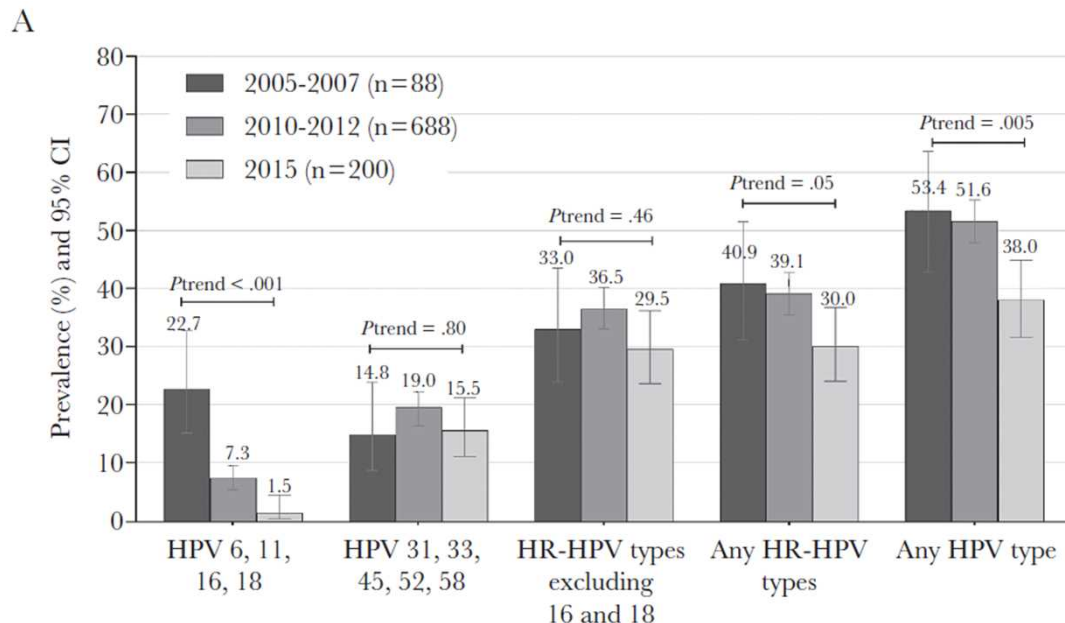 A
Prevalence (%) and 95% CI
80
70
60
50
40
30
20
10
0
2005-2007 (n=88)
2010-2012 (n=688)
2015 (n=200)
Ptrend < .001
22.7
7.3
1.5
Ptrend = .80
14.8
19.0
15.5
Ptrend = .46
33.0
36.5
29.5
Ptrend = .05
40.9
39.1
30.0
Ptrend = .005
53.4
51.6
38.0
HPV 6, 11,
16, 18
HPV 31, 33,
45, 52, 58
HR-HPV types
excluding
16 and 18
Any HR-HPV
types
Any HPV type